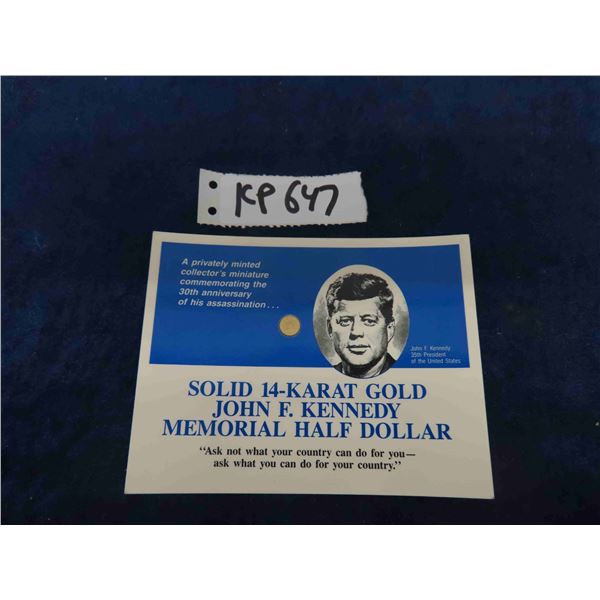 KP 647
A privately minted
collector's miniature
commemorating the
30th anniversary
of his assassination...
John F. Kennedy
35th President
of the United States
SOLID 14-KARAT GOLD
JOHN F. KENNEDY
MEMORIAL HALF DOLLAR
“Ask not what your country can do for you—
ask what you can do for your country.”